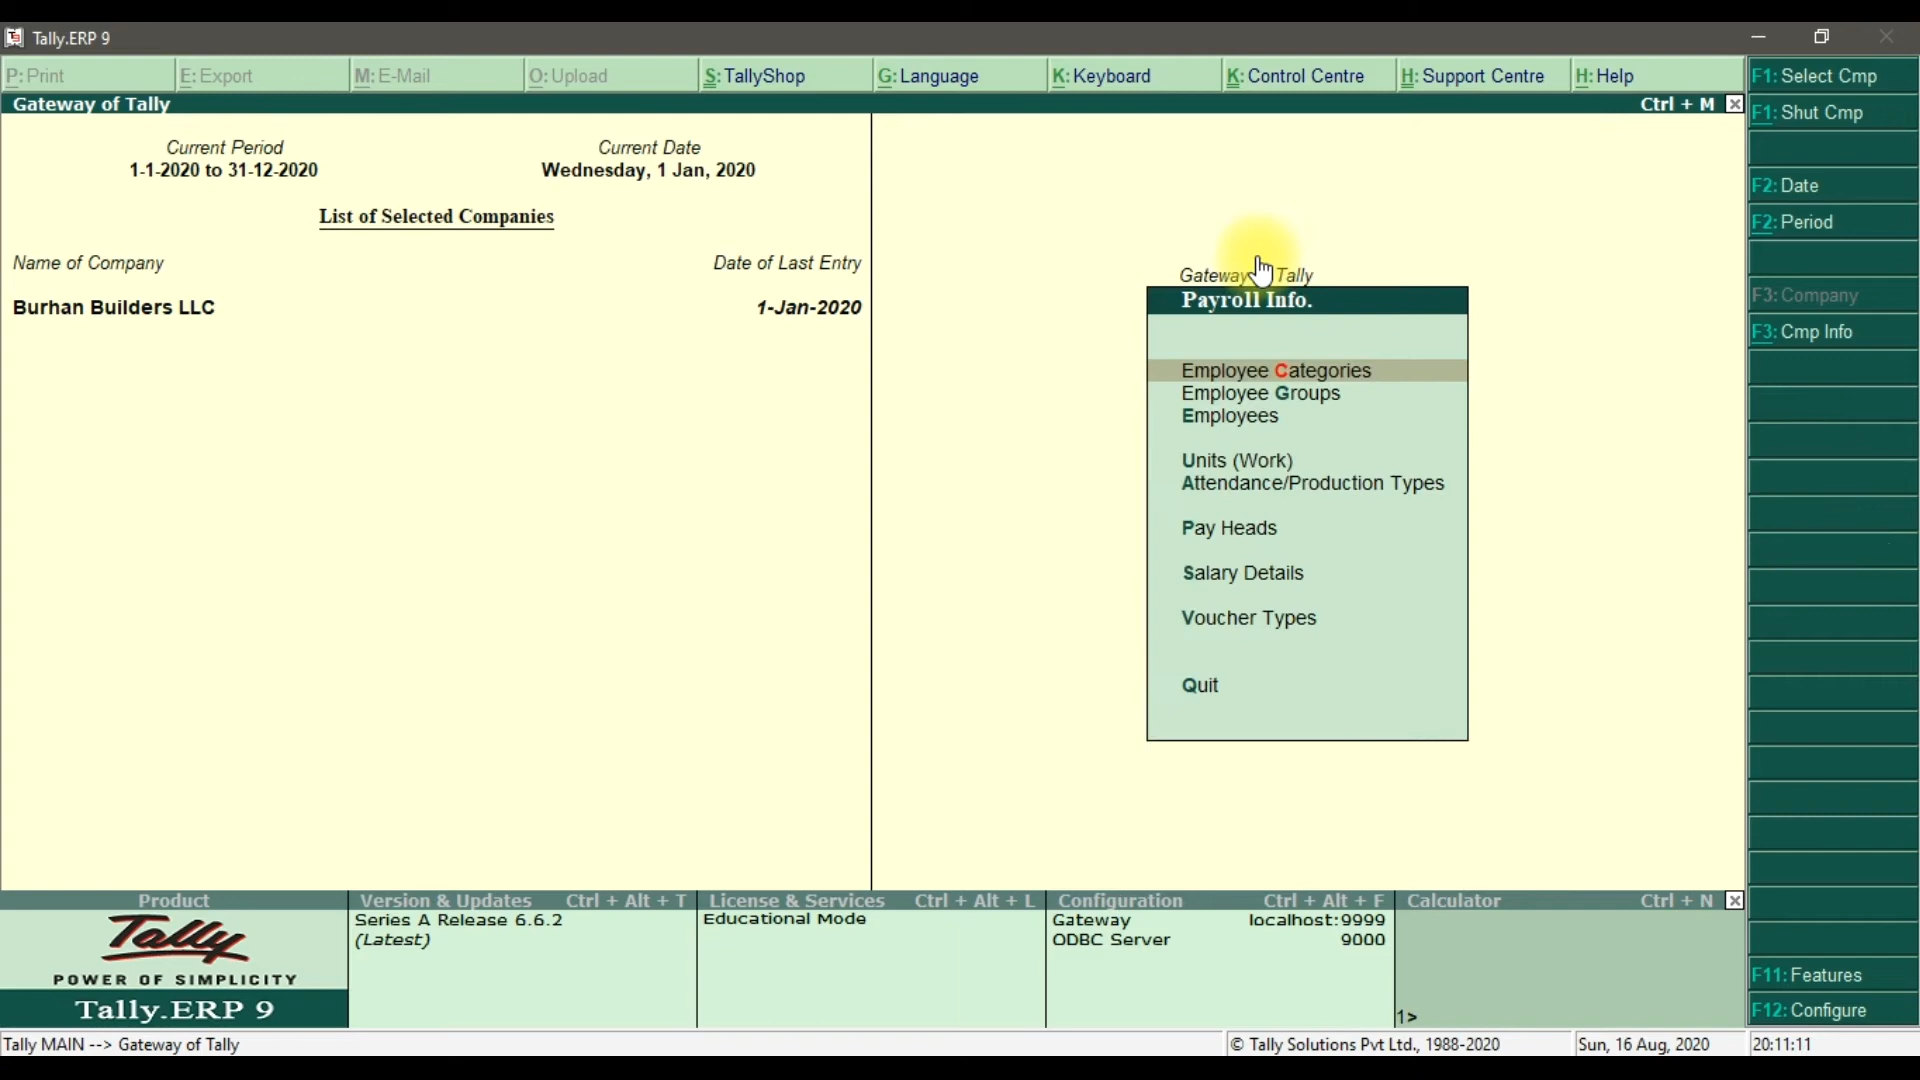 Tally.ERP 9
P: Print E: Export M: E-Mail O: Upload S: TallyShop G: Language K: Keyboard K: Control Centre H: Support Centre H: Help
Gateway of Tally Ctrl + M
Current Period Current Date
1-1-2020 to 31-12-2020 Wednesday, 1 Jan, 2020
List of Selected Companies
Name of Company Date of Last Entry
Burhan Builders LLC 1-Jan-2020
Gateway Tally
Payroll Info.
Employee Categories
Employee Groups
Employees
Units (Work)
Attendance/Production Types
Pay Heads
Salary Details
Voucher Types
Quit
F1: Select Cmp
F1: Shut Cmp
F2: Date
F2: Period
F3: Company
F3: Cmp Info
F11: Features
F12: Configure
Product
Tally
POWER OF SIMPLICITY
Tally.ERP 9
Version & Updates Ctrl + Alt + T
Series A Release 6.6.2
(Latest)
License & Services Ctrl + Alt + L
Educational Mode
Configuration Ctrl + Alt + F
Gateway localhost:9999
ODBC Server 9000
Calculator Ctrl + N
1>
Tally MAIN --> Gateway of Tally © Tally Solutions Pvt Ltd., 1988-2020 Sun, 16 Aug, 2020 20:11:11